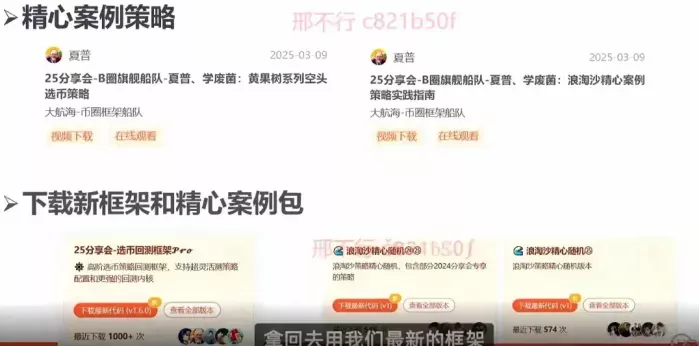 ➢精心案例策略
邢不行 c821b50f
夏普
2025-03-09
25分享会-B圈旗舰船队-夏普、学废菌：黄果树系列空头
选币策略
大航海-币圈框架船队
视频下载 在线观看
夏普
2025-03-09
25分享会-B圈旗舰船队-夏普、学废菌：浪淘沙精心案例
策略实践指南
大航海-币圈框架船队
视频下载 在线观看
➢下载新框架和精心案例包
邢不行 c821b50f
25分享会-选币回测框架Pro
高阶选币策略回测框架，支持超灵活测策略
配置和更强的回测内核
下载最新代码 (v1.6.0) 查看全部版本
最近下载 1000+ 次
浪淘沙精心随机
浪淘沙策略精心随机，包含部分2024分享会专享
的策略
下载最新代码 (v1) 查看全部版本
浪淘沙精心随机
浪淘沙策略精心随机版本
下载最新代码 (v1) 查看全部版本
最近下载 574 次
拿回去用我们最新的框架